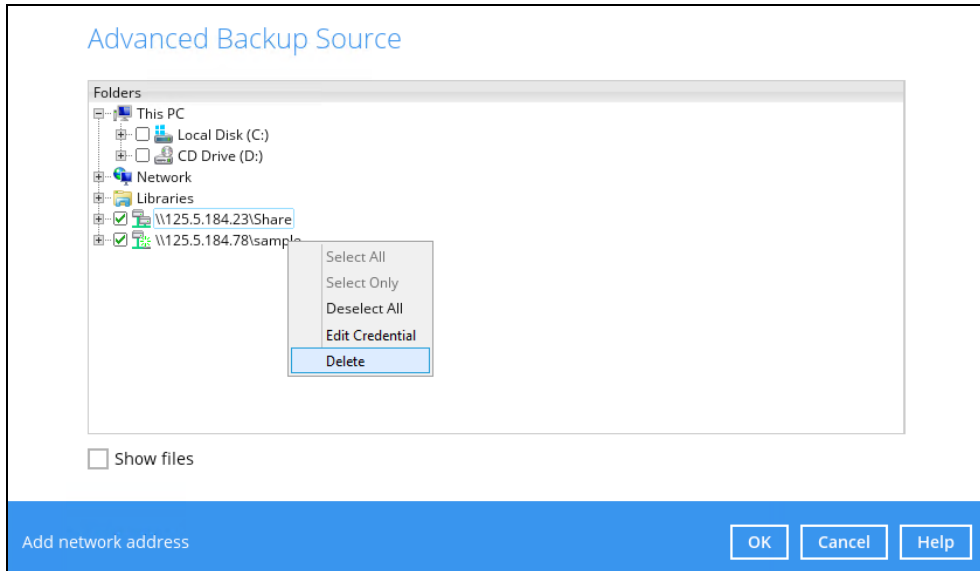 Advanced Backup Source
Folders
This PC
Local Disk (C:)
CD Drive (D:)
Network
Libraries
\\125.5.184.23\Share
\\125.5.184.78\sample
Select All
Select Only
Deselect All
Edit Credential
Delete
Show files
Add network address
OK
Cancel
Help